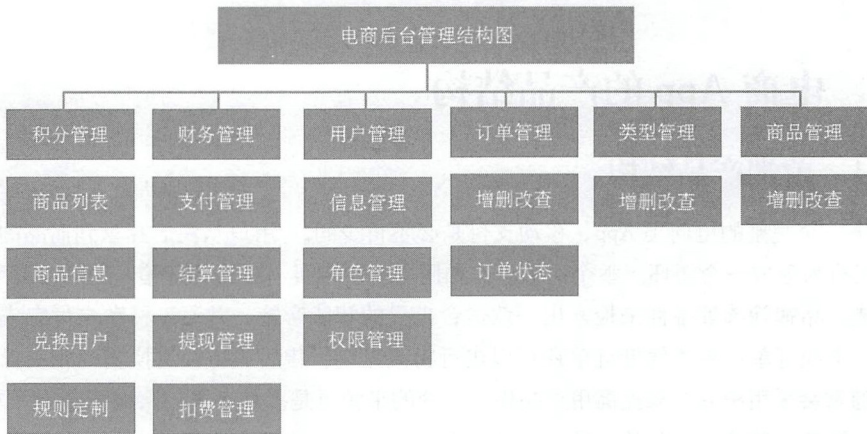 电商后台管理结构图
积分管理 财务管理 用户管理 订单管理 类型管理 商品管理
商品列表 支付管理 信息管理 增删改查 增删改查 增删改查
商品信息 结算管理 角色管理 订单状态
兑换用户 提现管理 权限管理
规则定制 扣费管理